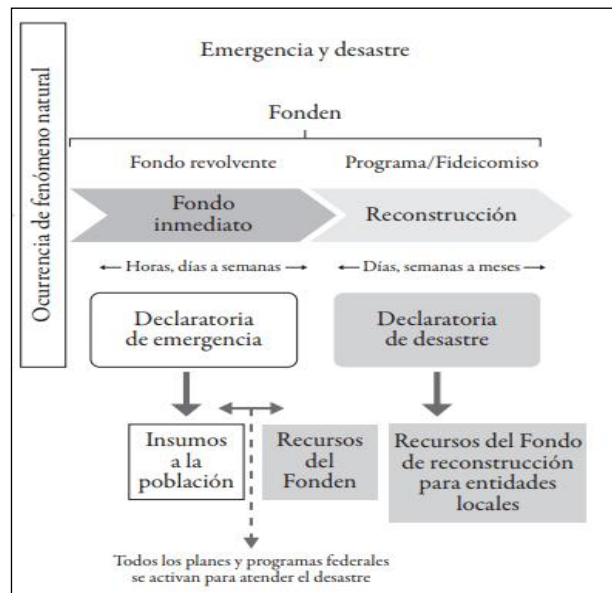 Ocurrencia de fenómeno natural
Emergencia y desastre
Fonden
Fondo revolvente
Programa/Fideicomiso
Fondo
inmediato
Reconstrucción
Horas, días a semanas
Días, semanas a meses
Declaratoria
de emergencia
Declaratoria
de desastre
Insumos
a la
población
Recursos
del
Fonden
Recursos del Fondo
de reconstrucción
para entidades
locales
Todos los planes y programas federales
se activan para atender el desastre